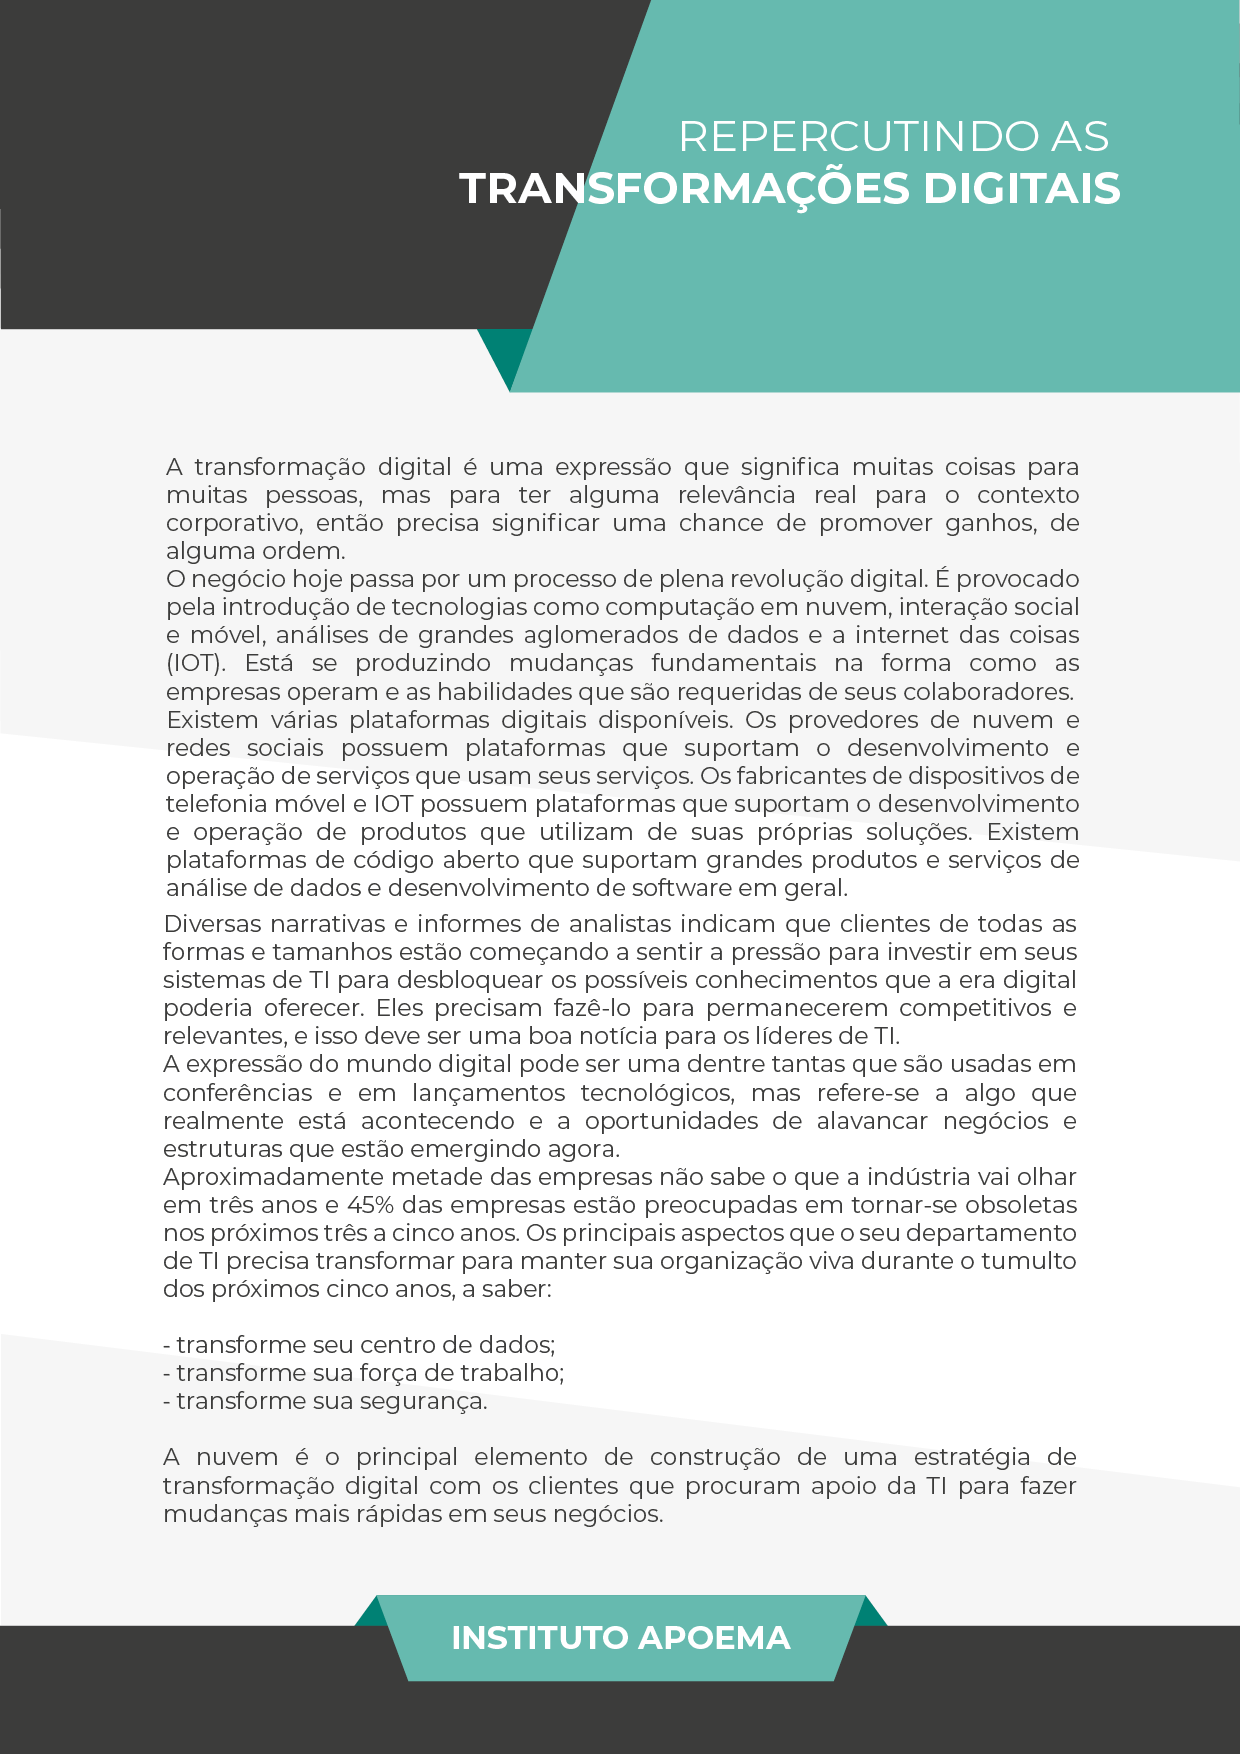 REPERCUTINDO AS
TRANSFORMAÇÕES DIGITAIS
A transformação digital é uma expressão que significa muitas coisas para
muitas pessoas, mas para ter alguma relevância real para o contexto
corporativo, então precisa significar uma chance de promover ganhos, de
alguma ordem.
O negócio hoje passa por um processo de plena revolução digital. É provocado
pela introdução de tecnologias como computação em nuvem, interação social
e móvel, análises de grandes aglomerados de dados e a internet das coisas
(IOT). Está se produzindo mudanças fundamentais na forma como as
empresas operam e as habilidades que são requeridas de seus colaboradores.
Existem várias plataformas digitais disponíveis. Os provedores de nuvem e
redes sociais possuem plataformas que suportam o desenvolvimento e
operação de serviços que usam seus serviços. Os fabricantes de dispositivos de
telefonia móvel e IOT possuem plataformas que suportam o desenvolvimento
e operação de produtos que utilizam de suas próprias soluções. Existem
plataformas de código aberto que suportam grandes produtos e serviços de
análise de dados e desenvolvimento de software em geral.
Diversas narrativas e informes de analistas indicam que clientes de todas as
formas e tamanhos estão começando a sentir a pressão para investir em seus
sistemas de TI para desbloquear os possíveis conhecimentos que a era digital
poderia oferecer. Eles precisam fazê-lo para permanecerem competitivos e
relevantes, e isso deve ser uma boa notícia para os líderes de TI.
A expressão do mundo digital pode ser uma dentre tantas que são usadas em
conferências e em lançamentos tecnológicos, mas refere-se a algo que
realmente está acontecendo e a oportunidades de alavancar negócios e
estruturas que estão emergindo agora.
Aproximadamente metade das empresas não sabe o que a indústria vai olhar
em três anos e 45% das empresas estão preocupadas em tornar-se obsoletas
nos próximos três a cinco anos. Os principais aspectos que o seu departamento
de TI precisa transformar para manter sua organização viva durante o tumulto
dos próximos cinco anos, a saber:
- transforme seu centro de dados;
- transforme sua força de trabalho;
- transforme sua segurança.
A nuvem é o principal elemento de construção de uma estratégia de
transformação digital com os clientes que procuram apoio da TI para fazer
mudanças mais rápidas em seus negócios.
INSTITUTO APOEMA